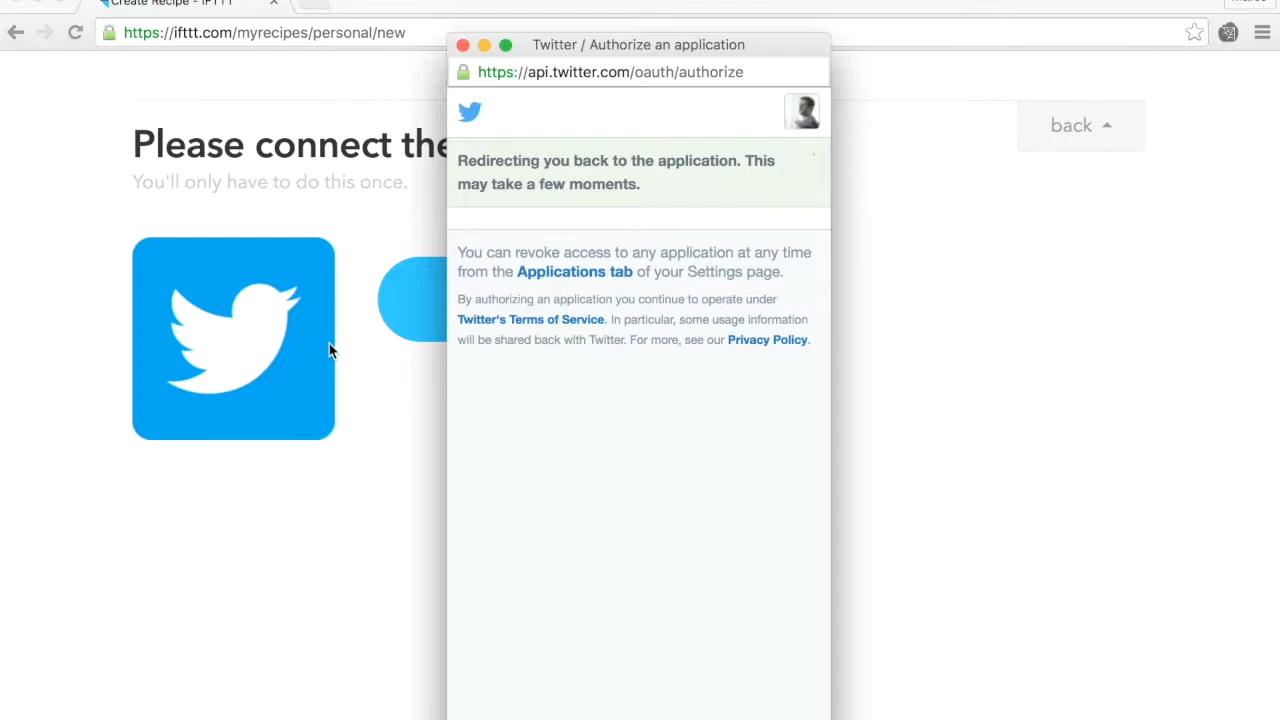 Create Recipe - IFTTT
https://ifttt.com/myrecipes/personal/new
Twitter / Authorize an application
https://api.twitter.com/oauth/authorize
Please connect the
You'll only have to do this once.
back
Redirecting you back to the application. This
may take a few moments.
You can revoke access to any application at any time
from the Applications tab of your Settings page.
By authorizing an application you continue to operate under
Twitter's Terms of Service. In particular, some usage information
will be shared back with Twitter. For more, see our Privacy Policy.